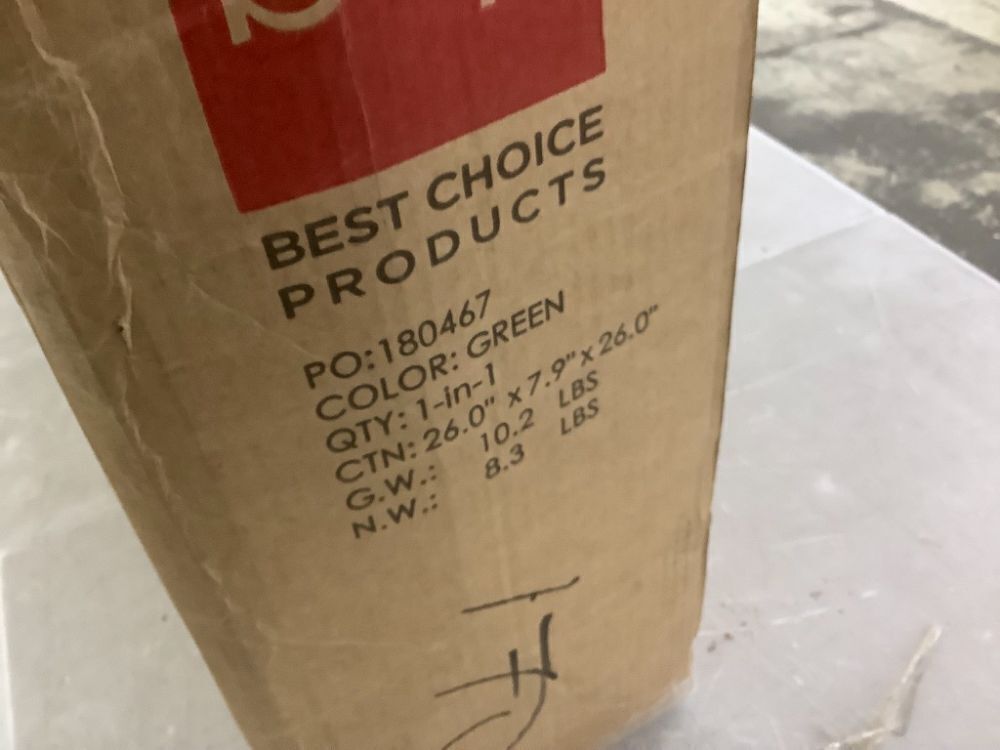 BEST CHOICE
PRODUCTS
PO:180467
COLOR: GREEN
QTY: 1-in-1
CTN: 26.0" x 7.9" x 26.0"
G.W.: 10.2 LBS
N.W.: 8.3 LBS